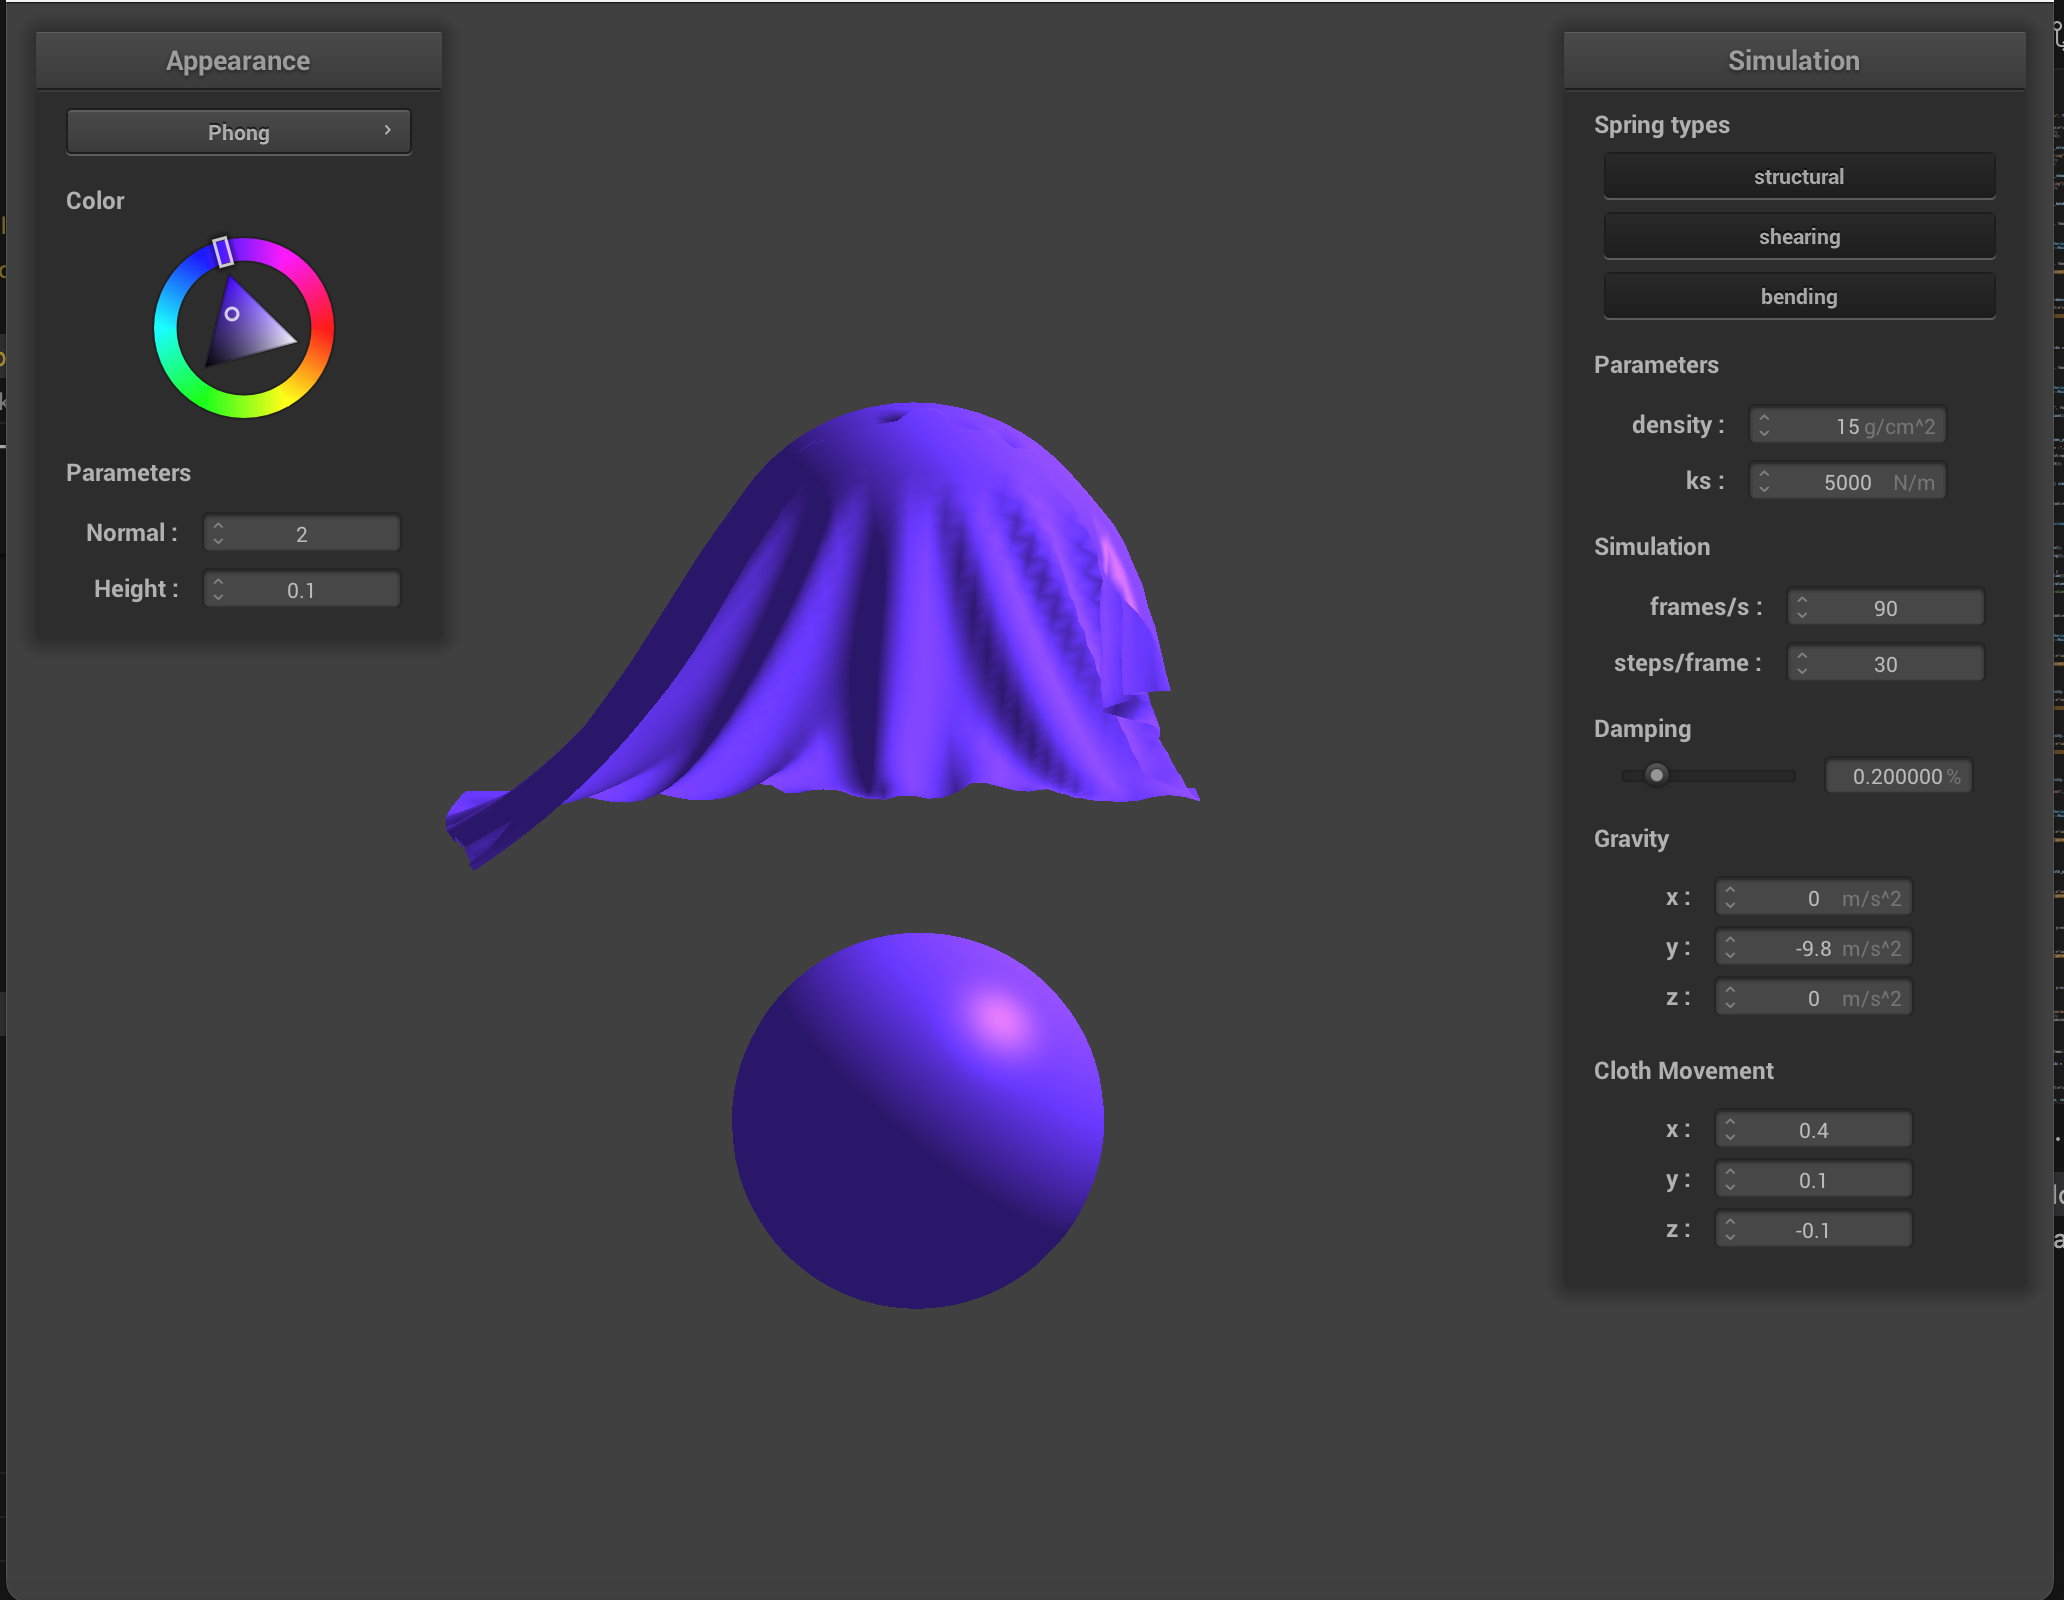 Appearance
Phong
Color
Parameters
Normal : 2
Height : 0.1
Simulation
Spring types
structural
shearing
bending
Parameters
density : 15 g/cm^2
ks : 5000 N/m
Simulation
frames/s : 90
steps/frame : 30
Damping
0.200000 %
Gravity
x : 0 m/s^2
y : -9.8 m/s^2
z : 0 m/s^2
Cloth Movement
x : 0.4
y : 0.1
z : -0.1